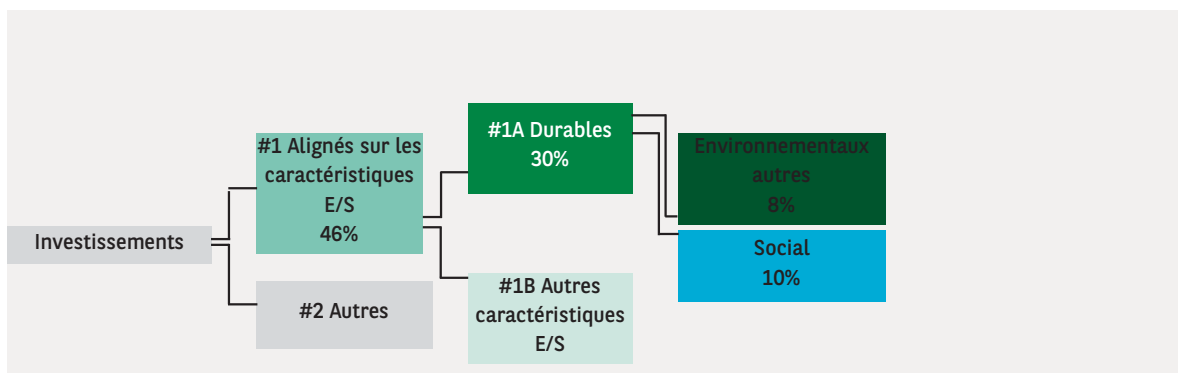 Investissements
#1 Alignés sur les
caractéristiques
E/S
46%
#2 Autres
#1A Durables
30%
#1B Autres
caractéristiques
E/S
Environnementaux
autres
8%
Social
10%